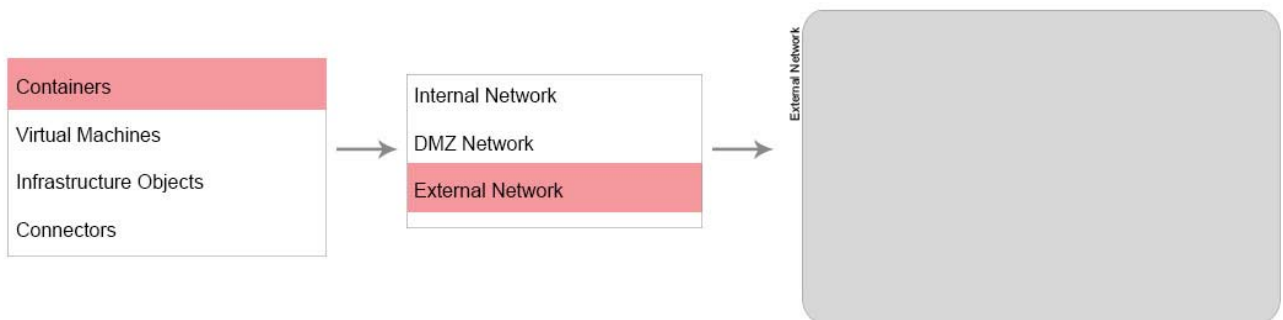 Containers
Virtual Machines
Infrastructure Objects
Connectors
Internal Network
DMZ Network
External Network
External Network